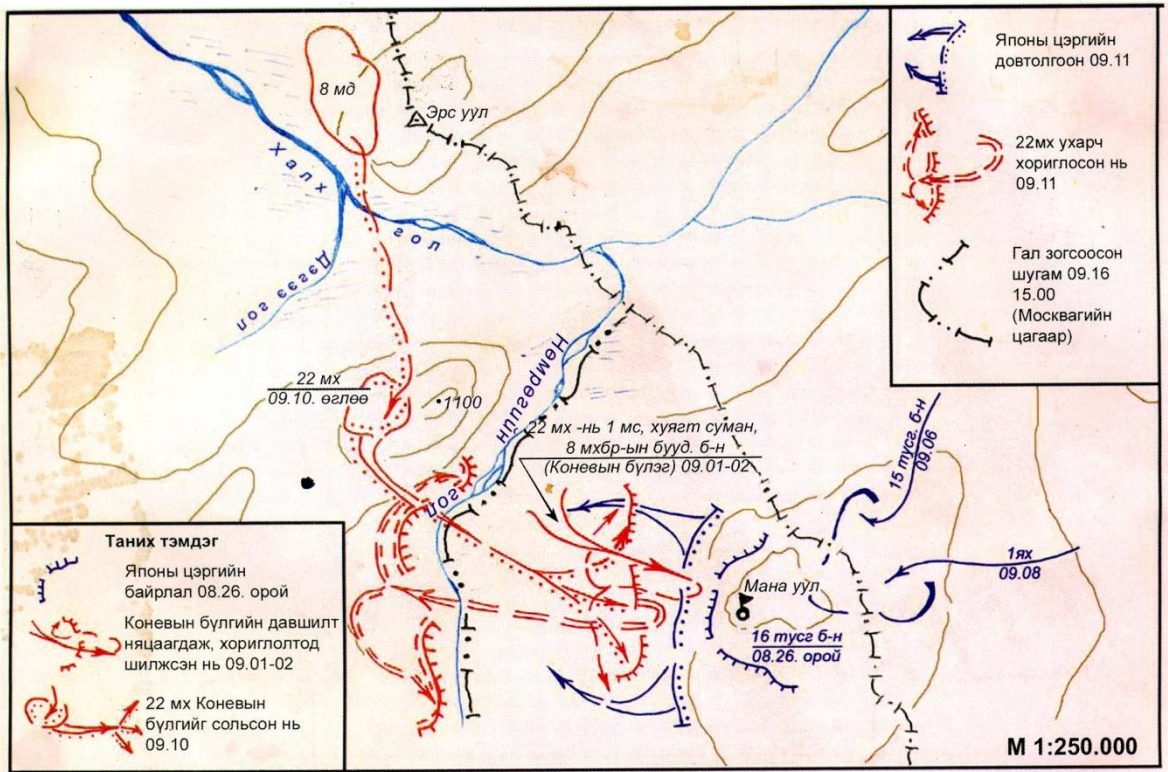 8 мд
Эрс уул
Халх гол
Дэгээ гол
Нөмрөгийн гол
22 мх
09.10. өглөө
1100
22 мх -нь 1 мс, хуягт суман,
8 мхбр-ын бууд. б-н
(Коневын бүлэг) 09.01-02
15 тусг. б-н
09.06
1ях
09.08
Мана уул
16 тусг б-н
08.26. орой
Японы цэргийн
довтолгоон 09.11
22мх ухарч
хориглосон нь
09.11
Гал зогсоосон
шугам 09.16
15.00
(Москвагийн
цагаар)
Таних тэмдэг
Японы цэргийн
байрлал 08.26. орой
Коневын бүлгийн давшилт
няцаагдаж, хориглолтод
шилжсэн нь 09.01-02
22 мх Коневын
бүлгийг сольсон нь
09.10
М 1:250.000